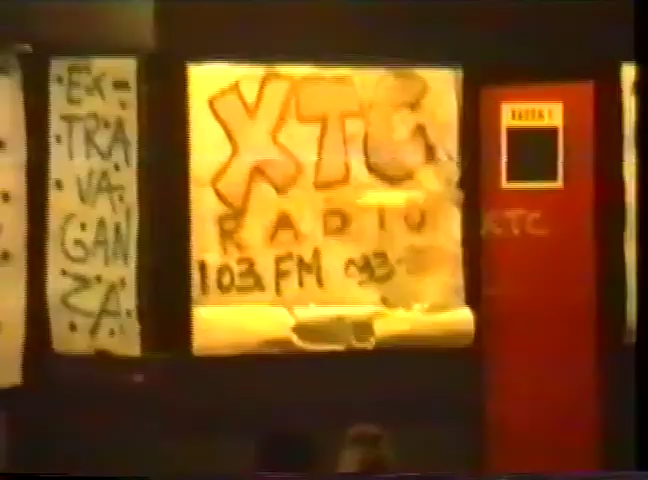 EX-
TRA
VA
GAN
ZA
XTC
RADIO
103 FM
XTC